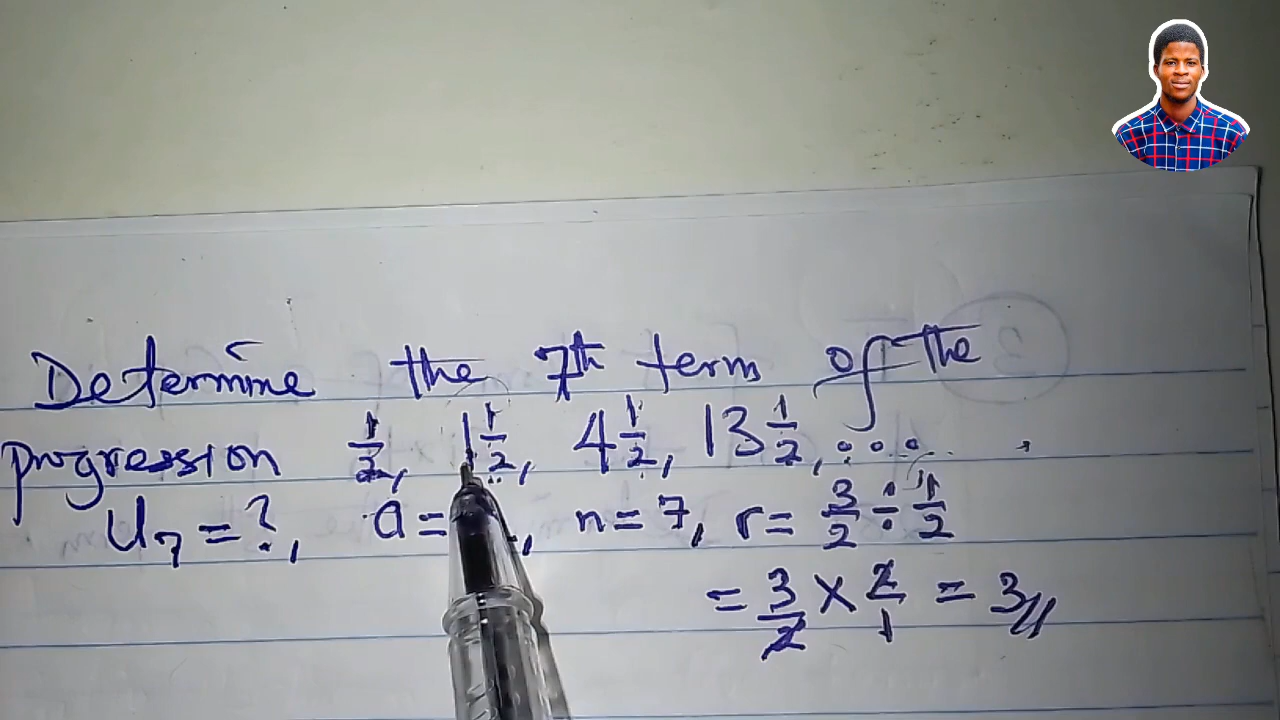 Determine the 7th term of the
progression 1/2, 1 1/2, 4 1/2, 13 1/2, ...
U7 = ?, a = , n = 7, r = 3/2 ÷ 1/2
= 3/2 × 2/1 = 3//